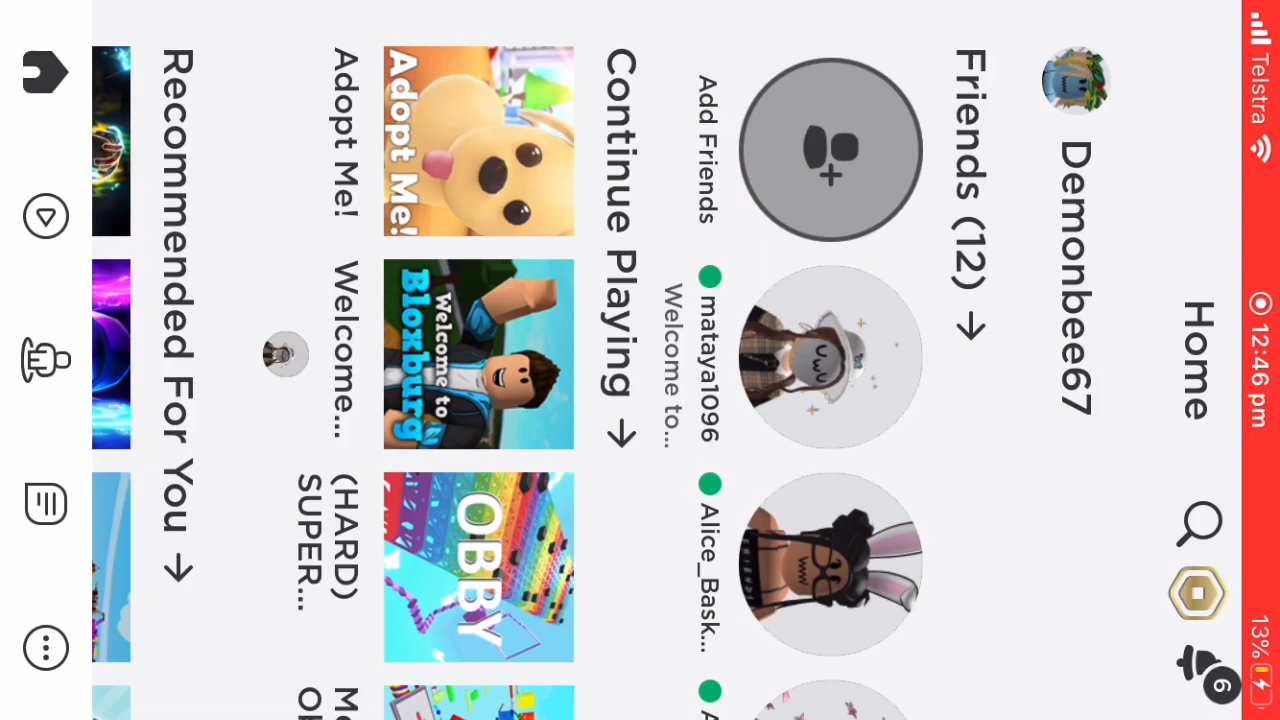 Telstra
12:46 pm
13%
Home
6
Demonbee67
Friends (12) →
Add Friends
mataya1096
Welcome to...
Alice_Bask...
Continue Playing →
Adopt Me!
Welcome to
Bloxburg
OBBY
Adopt Me!
Welcome...
(HARD)
SUPER...
Recommended For You →